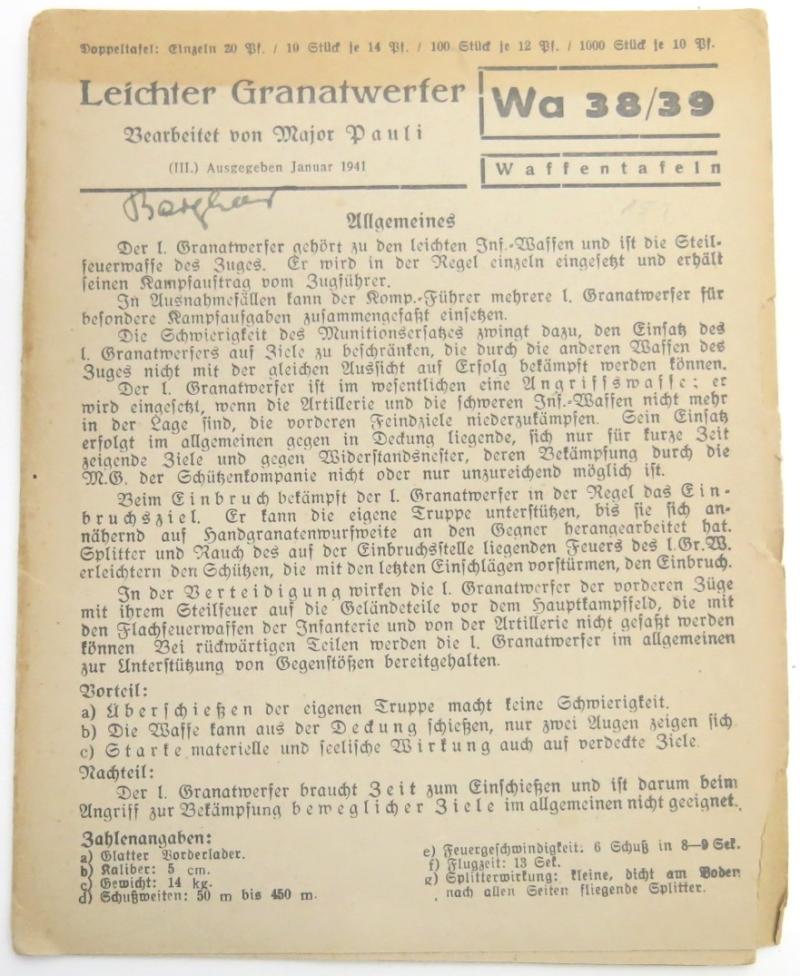 Doppeltafel: Einzeln 20 Pf. / 10 Stück je 14 Pf. / 100 Stück je 12 Pf. / 1000 Stück je 10 Pf.
Leichter Granatwerfer
Bearbeitet von Major Pauli
(III.) Ausgegeben Januar 1941
Wa 38/39
Waffentafeln
Allgemeines
Der l. Granatwerfer gehört zu den leichten Inf.-Waffen und ist die Steil-
feuerwaffe des Zuges. Er wird in der Regel einzeln eingesetzt und erhält
seinen Kampfauftrag vom Zugführer.
In Ausnahmefällen kann der Komp.-Führer mehrere l. Granatwerfer für
besondere Kampfaufgaben zusammengefaßt einsetzen.
Die Schwierigkeit des Munitionsersatzes zwingt dazu, den Einsatz des
l. Granatwerfers auf Ziele zu beschränken, die durch die anderen Waffen des
Zuges nicht mit der gleichen Aussicht auf Erfolg bekämpft werden können.
Der l. Granatwerfer ist im wesentlichen eine Angriffswaffe; er
wird eingesetzt, wenn die Artillerie und die schweren Inf.-Waffen nicht mehr
in der Lage sind, die vorderen Feindziele niederzukämpfen. Sein Einsatz
erfolgt im allgemeinen gegen in Deckung liegende, sich nur für kurze Zeit
zeigende Ziele und gegen Widerstandsnester, deren Bekämpfung durch die
M.G. der Schützenkompanie nicht oder nur unzureichend möglich ist.
Beim Einbruch bekämpft der l. Granatwerfer in der Regel das Ein-
bruchsziel. Er kann die eigene Truppe unterstützen, bis sie sich an-
nähernd auf Handgranatenwurfweite an den Gegner herangearbeitet hat.
Splitter und Rauch des auf der Einbruchsstelle liegenden Feuers des l.Gr.W.
erleichtern den Schützen, die mit den letzten Einschlägen vorstürmen, den Einbruch.
In der Verteidigung wirken die l. Granatwerfer der vorderen Züge
mit ihrem Steilfeuer auf die Geländeteile vor dem Hauptkampffeld, die mit
den Flachfeuerwaffen der Infanterie und von der Artillerie nicht gefaßt werden
können Bei rückwärtigen Teilen werden die l. Granatwerfer im allgemeinen
zur Unterstützung von Gegenstößen bereitgehalten.
Vorteil:
a) Überschießen der eigenen Truppe macht keine Schwierigkeit.
b) Die Waffe kann aus der Deckung schießen, nur zwei Augen zeigen sich
c) Starke materielle und seelische Wirkung auch auf verdeckte Ziele
Nachteil:
Der l. Granatwerfer braucht Zeit zum Einschießen und ist darum beim
Angriff zur Bekämpfung beweglicher Ziele im allgemeinen nicht geeignet.
Zahlenangaben:
a) Glatter Vorderlader.
b) Kaliber: 5 cm.
c) Gewicht: 14 kg.
d) Schußweiten: 50 m bis 450 m.
e) Feuergeschwindigkeit: 6 Schuß in 8—9 Sek.
f) Flugzeit: 13 Sek.
g) Splitterwirkung: kleine, dicht am Boden
nach allen Seiten fliegende Splitter.